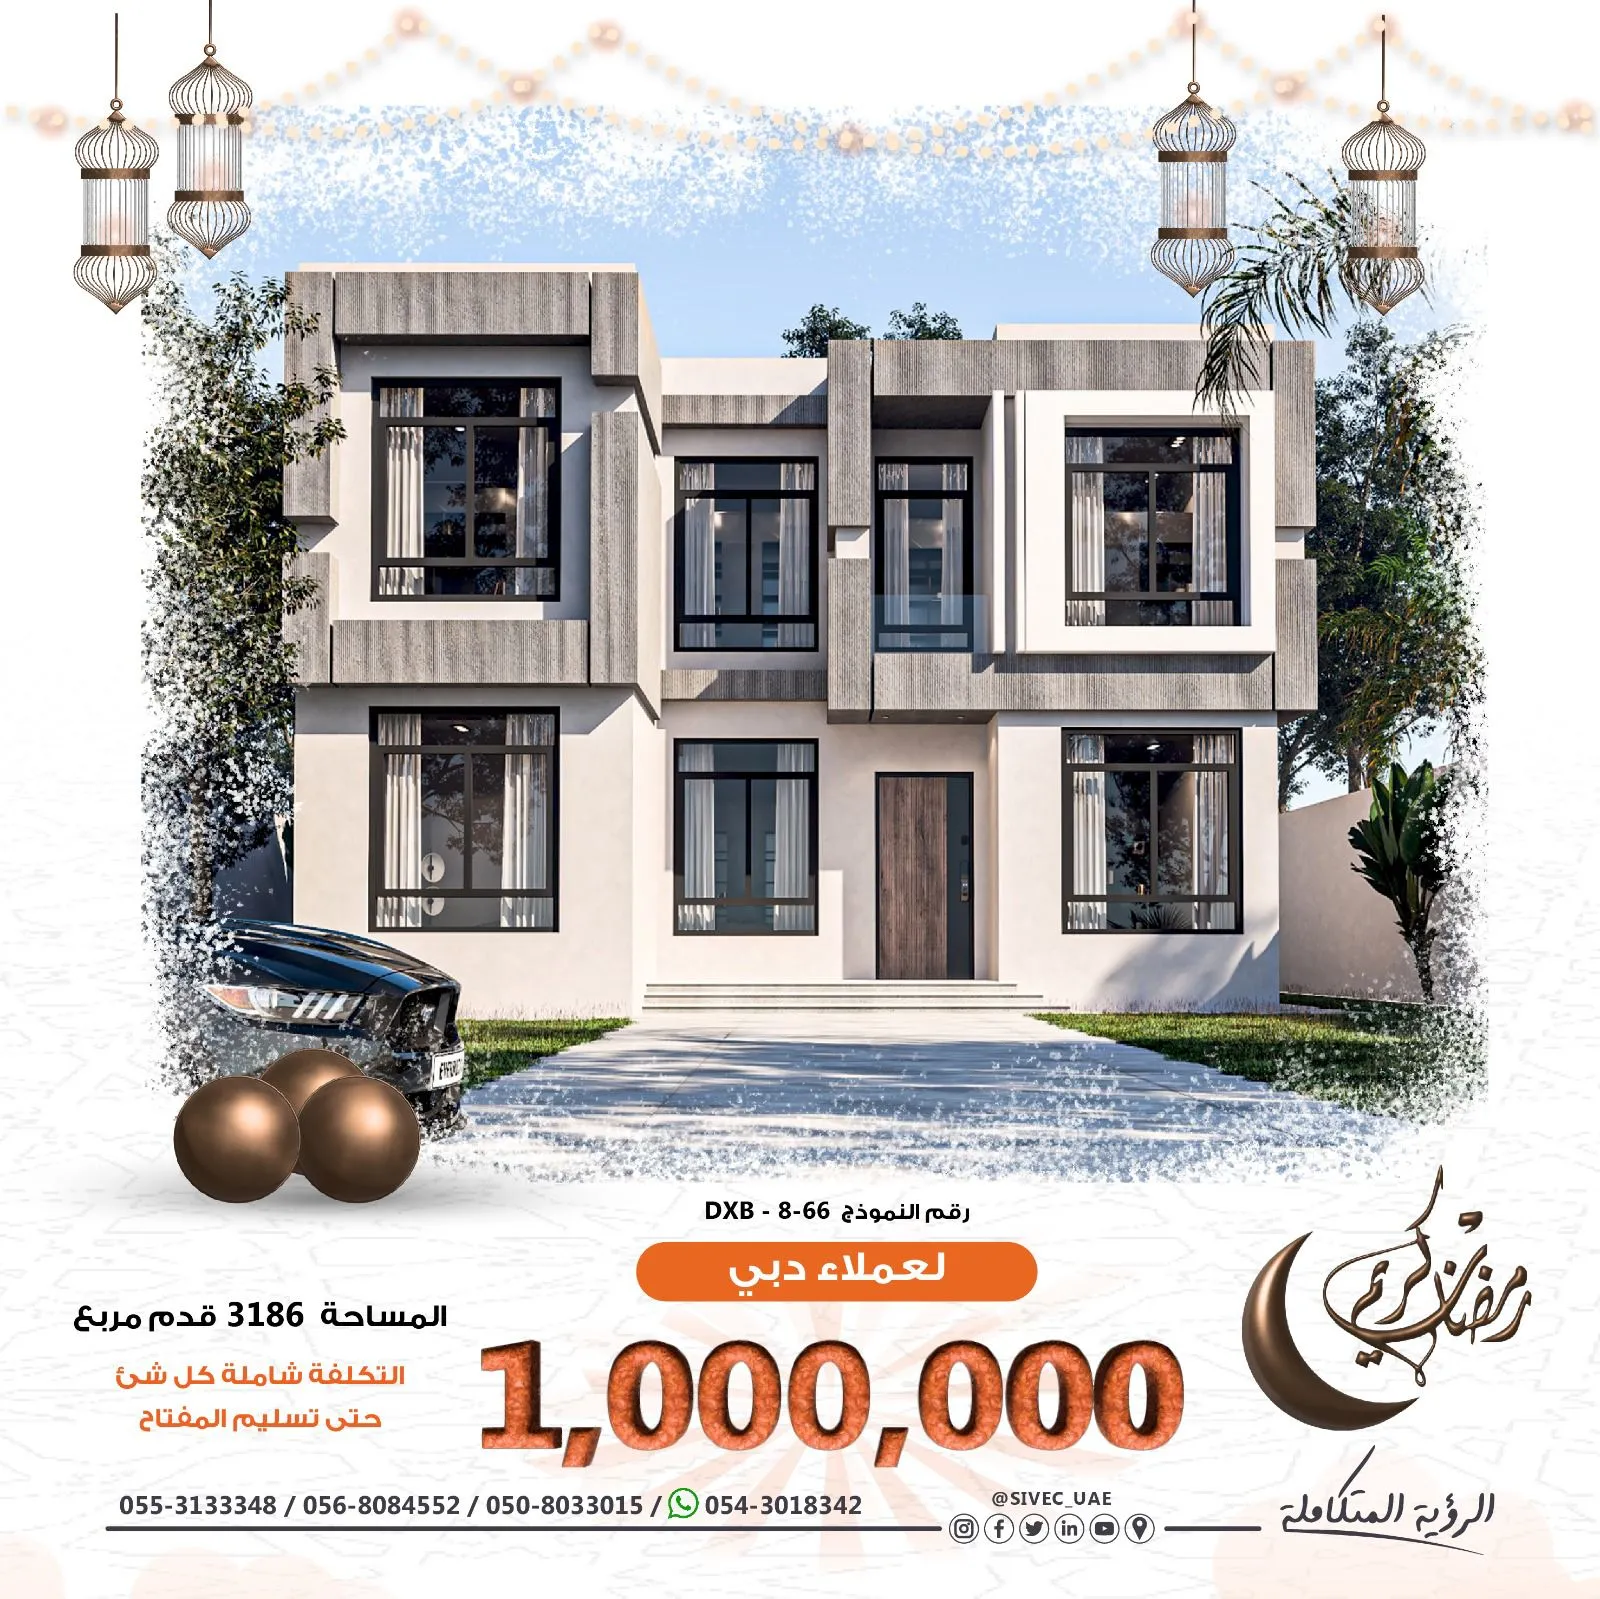 رقم النموذج DXB - 8-66
لعملاء دبي
المساحة 3186 قدم مربع
التكلفة شاملة كل شئ
حتى تسليم المفتاح
1,000,000
رمضان كريم
055-3133348 / 056-8084552 / 050-8033015 / 054-3018342
@SIVEC_UAE
الرؤية المتكاملة